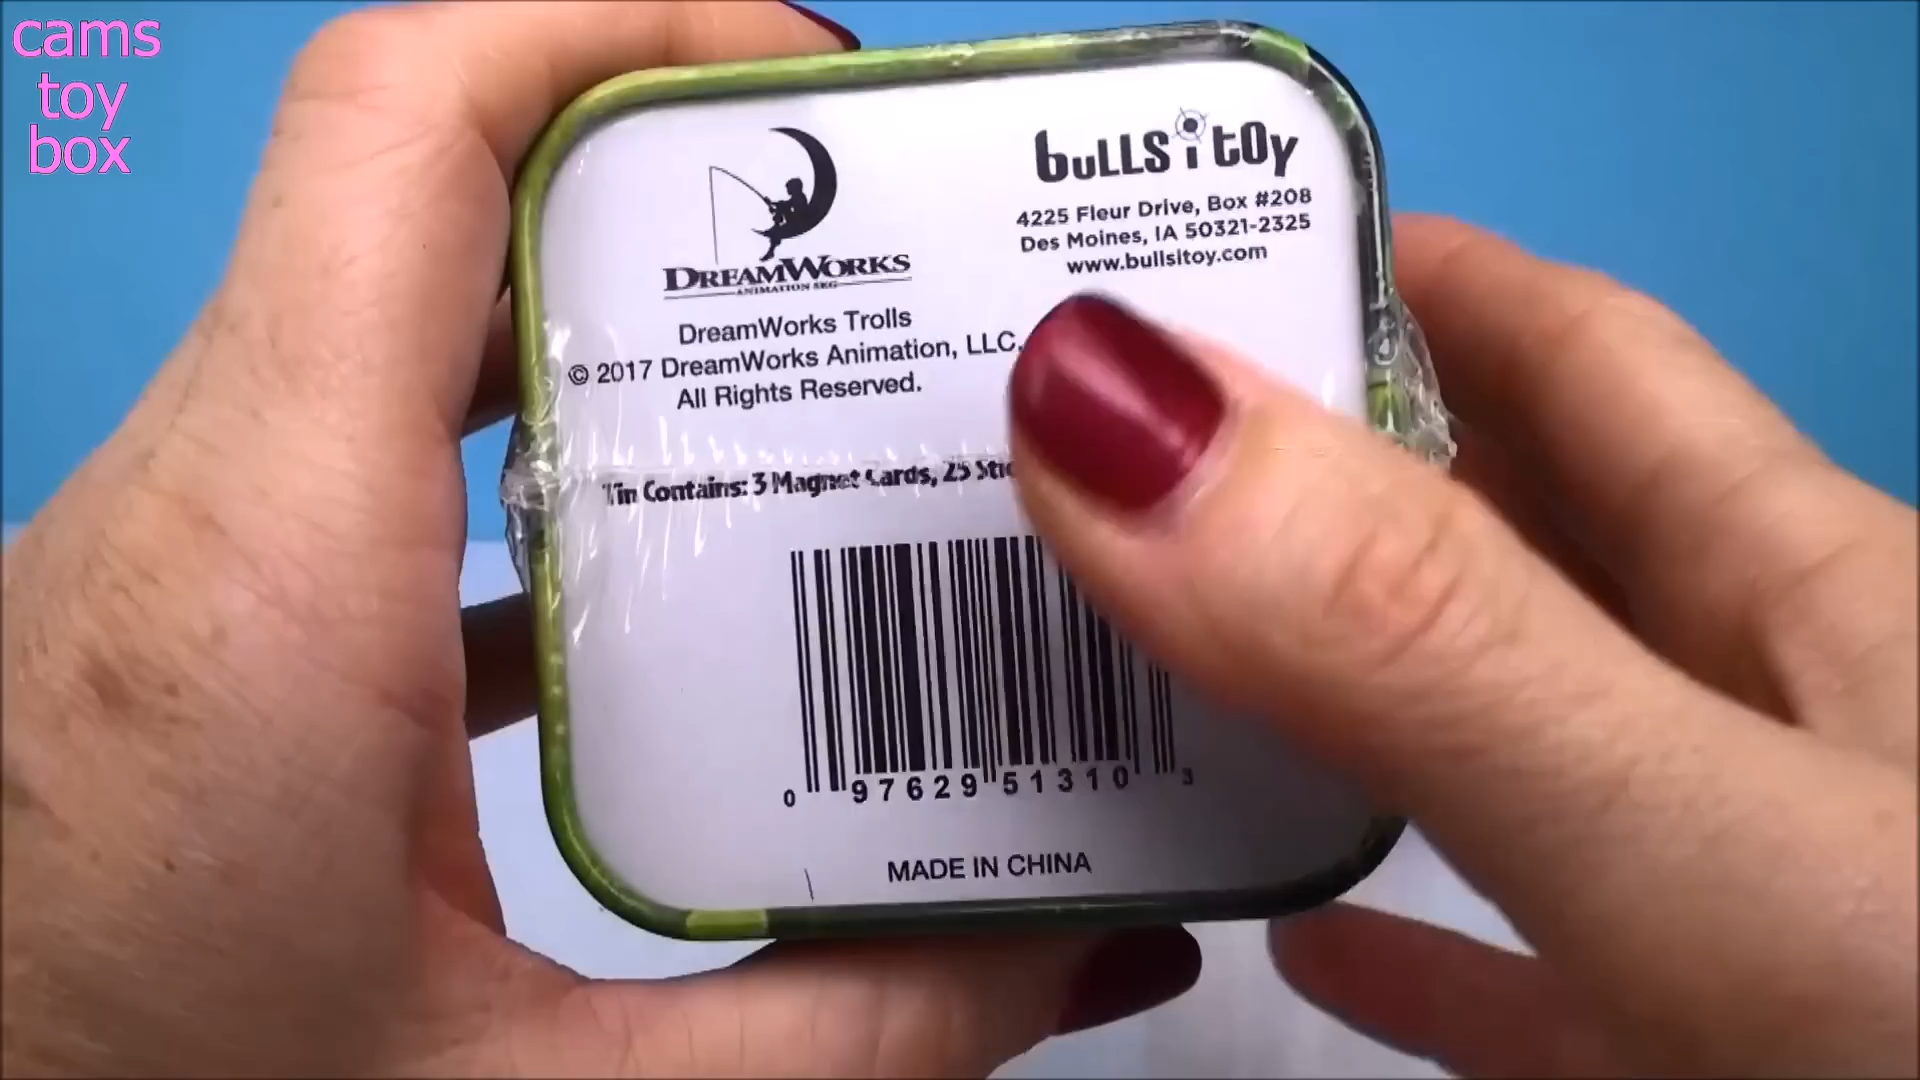 cams
toy
box
DREAMWORKS
ANIMATION SKG
DreamWorks Trolls
© 2017 DreamWorks Animation, LLC.
All Rights Reserved.
bULLS i tOy
4225 Fleur Drive, Box #208
Des Moines, IA 50321-2325
www.bullsitoy.com
Tin Contains: 3 Magnet Cards, 25
0 97629 51310 3
MADE IN CHINA